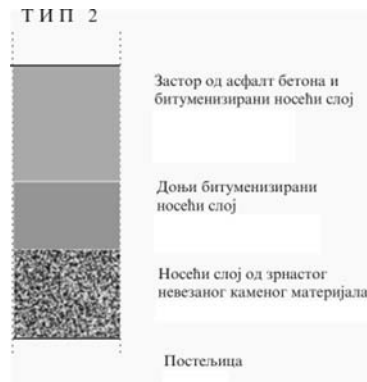 ТИП 2
Застор од асфалт бетона и
битуменизирани носећи слој
Доњи битуменизирани
носећи слој
Носећи слој од зрнастог
невезаног каменог материјала
Постељица